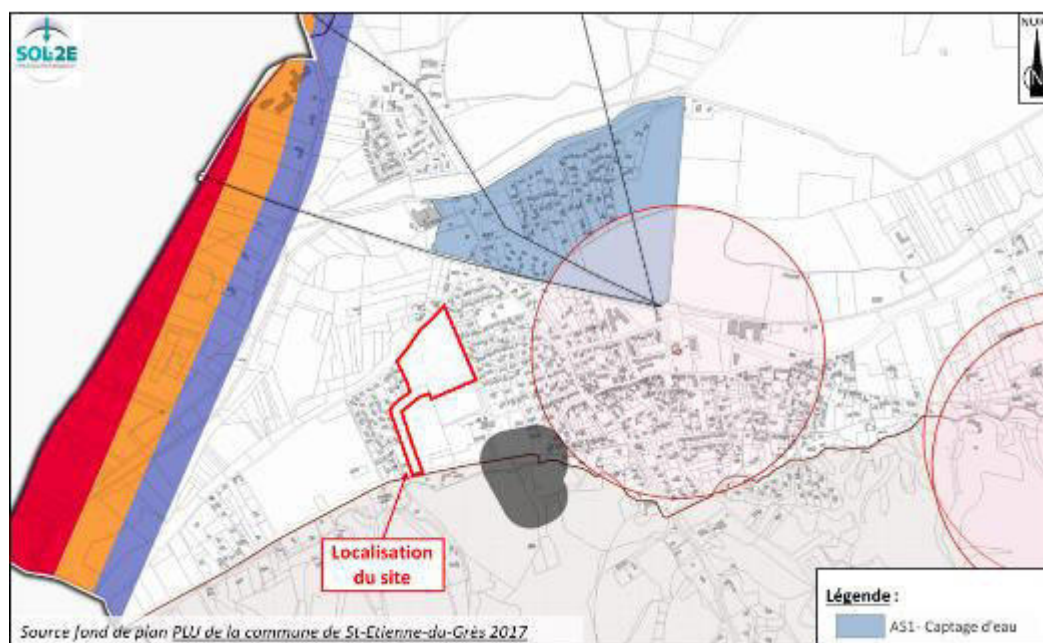 SOL2E
NORD
N
Localisation
du site
Légende :
AS1- Captage d'eau
Source fond de plan PLU de la commune de St-Etienne-du-Grès 2017